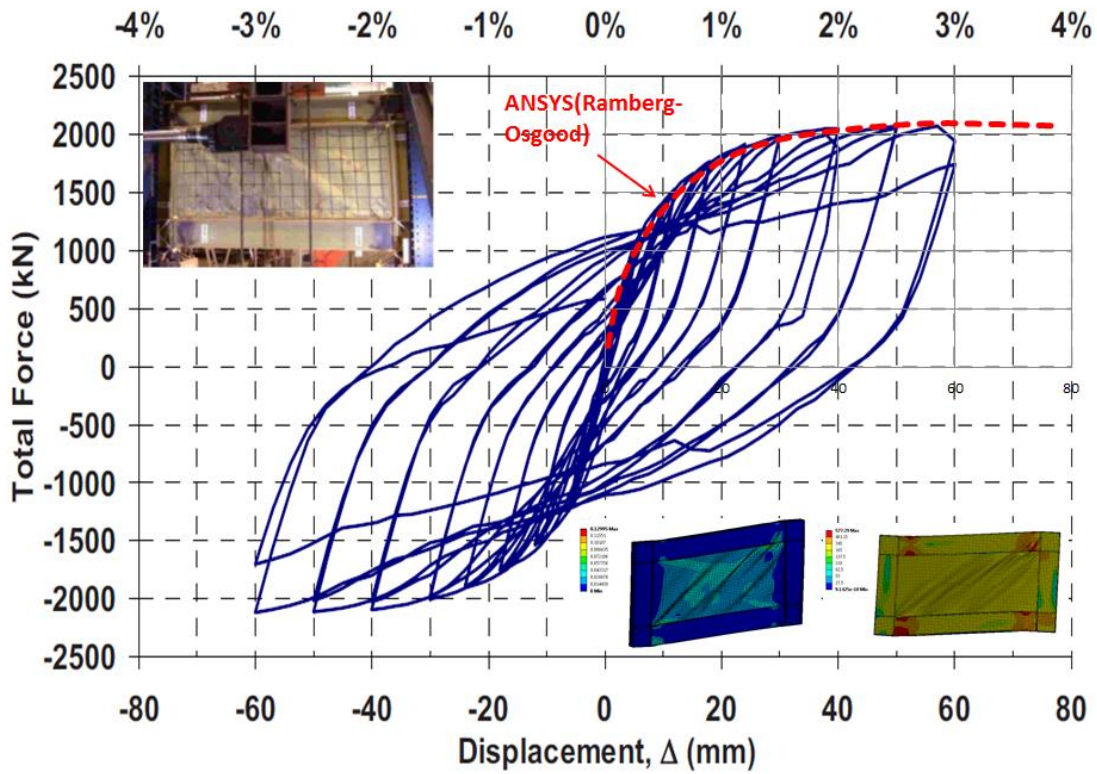 -4% -3% -2% -1% 0% 1% 2% 3% 4%
2500
2000
1500
1000
500
0
-500
-1000
-1500
-2000
-2500
Total Force (kN)
ANSYS(Ramberg-
Osgood)
20 40 60 80
-80 -60 -40 -20 0 20 40 60 80
Displacement, Δ (mm)